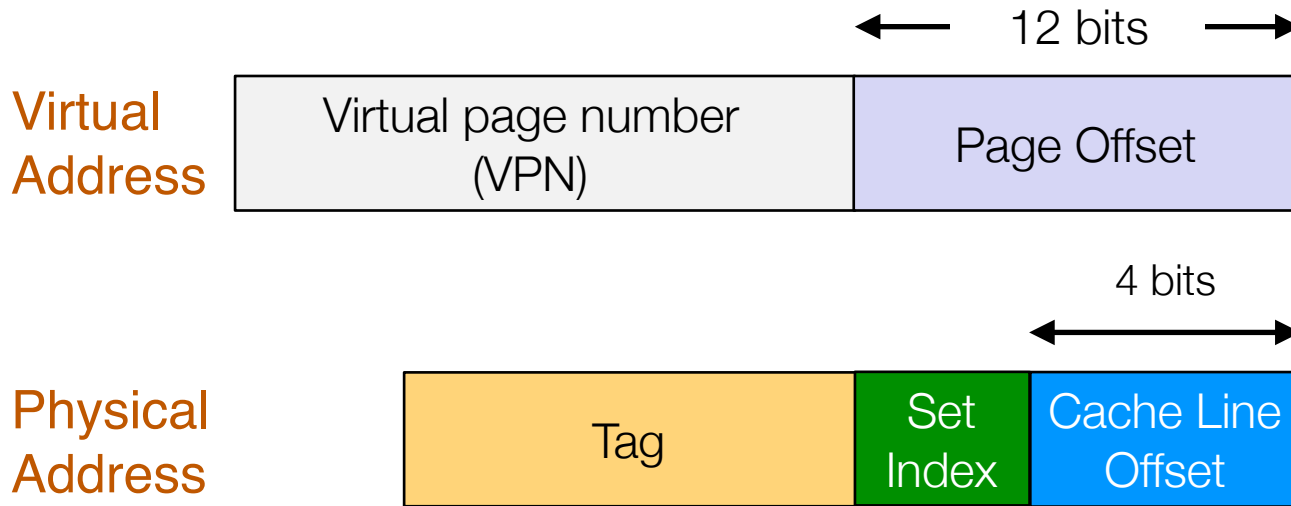 12 bits
Virtual
Address
Virtual page number
(VPN)
Page Offset
4 bits
Physical
Address
Tag
Set
Index
Cache Line
Offset